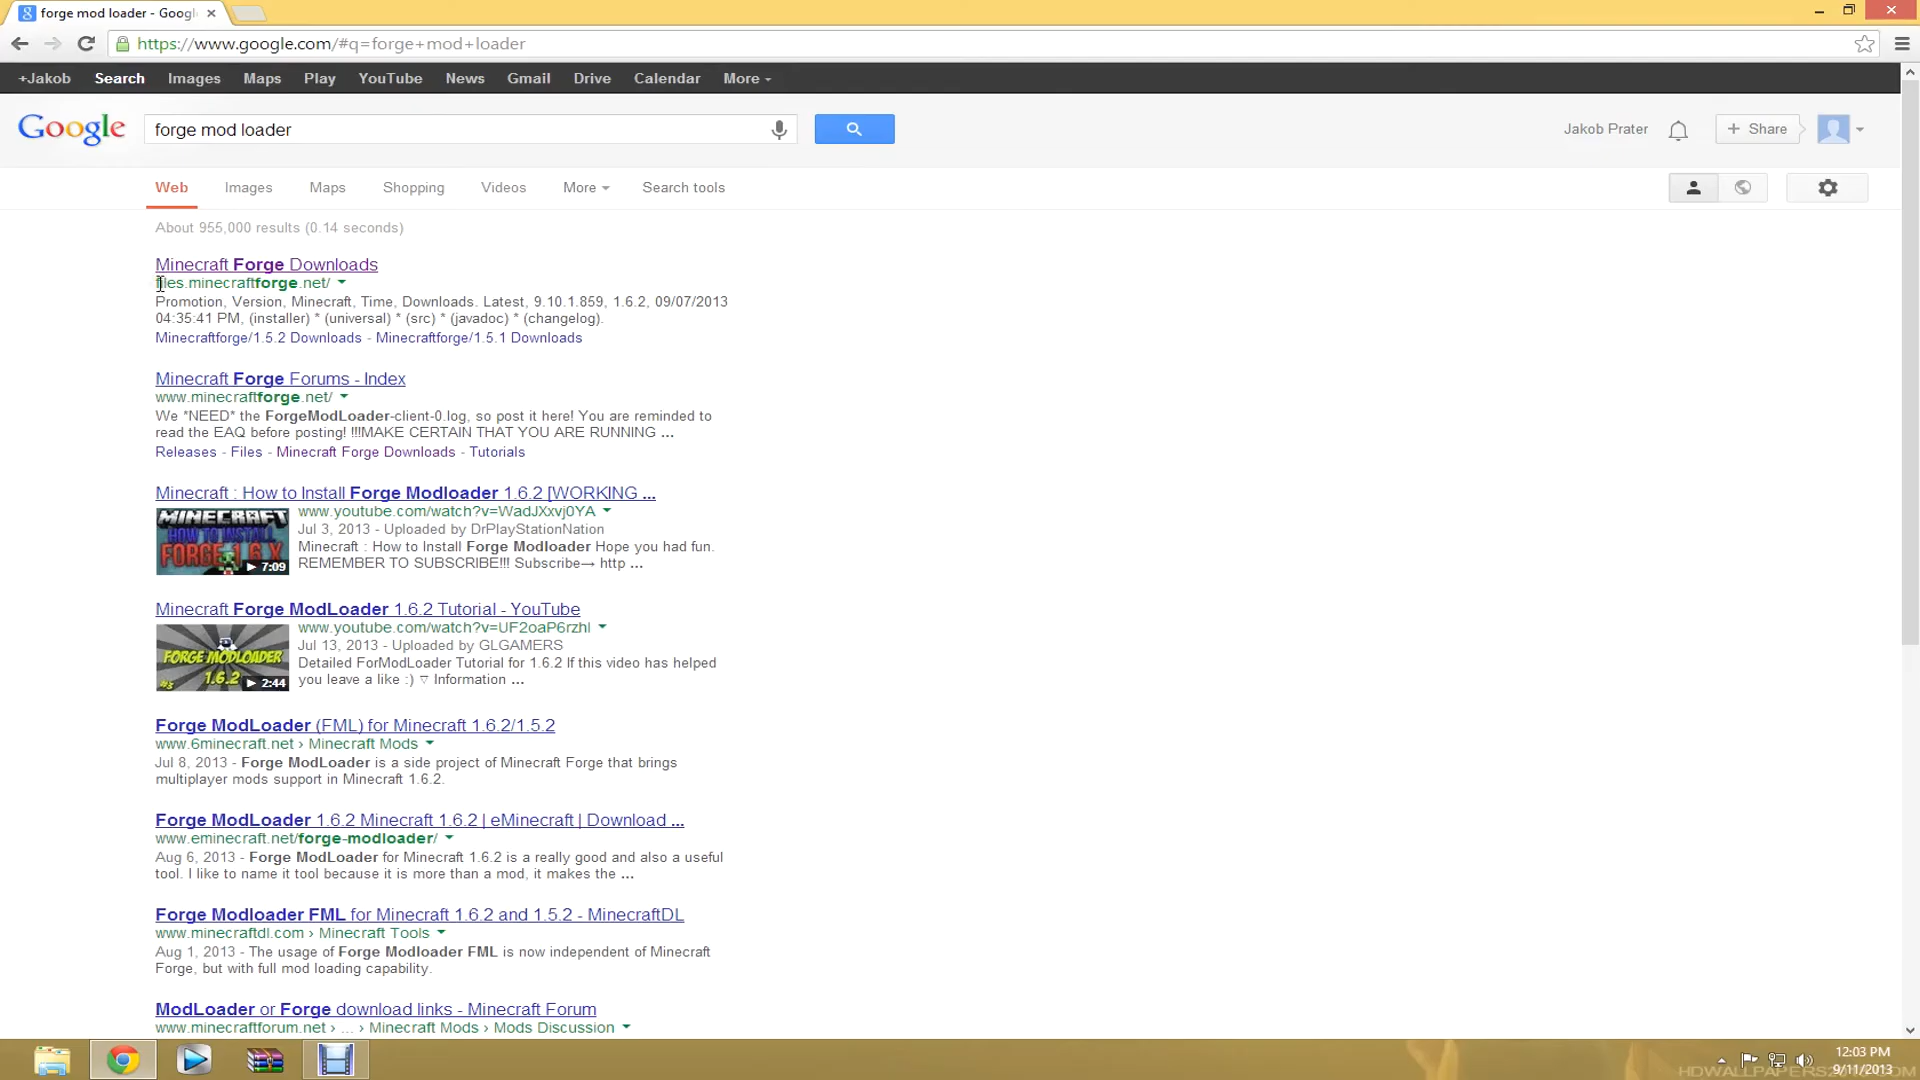 forge mod loader - Googl
https://www.google.com/#q=forge+mod+loader
+Jakob Search Images Maps Play YouTube News Gmail Drive Calendar More
Google forge mod loader Jakob Prater + Share
Web Images Maps Shopping Videos More Search tools
About 955,000 results (0.14 seconds)
Minecraft Forge Downloads
files.minecraftforge.net/
Promotion, Version, Minecraft, Time, Downloads. Latest, 9.10.1.859, 1.6.2, 09/07/2013
04:35:41 PM, (installer) * (universal) * (src) * (javadoc) * (changelog).
Minecraftforge/1.5.2 Downloads - Minecraftforge/1.5.1 Downloads
Minecraft Forge Forums - Index
www.minecraftforge.net/
We *NEED* the ForgeModLoader-client-0.log, so post it here! You are reminded to
read the EAQ before posting! !!!MAKE CERTAIN THAT YOU ARE RUNNING ...
Releases - Files - Minecraft Forge Downloads - Tutorials
Minecraft : How to Install Forge Modloader 1.6.2 [WORKING ...
www.youtube.com/watch?v=WadJXxvj0YA
Jul 3, 2013 - Uploaded by DrPlayStationNation
Minecraft : How to Install Forge Modloader Hope you had fun.
REMEMBER TO SUBSCRIBE!!! Subscribe→ http ...
MINECRAFT
HOW TO INSTALL
FORGE 1.6.X
7:09
Minecraft Forge ModLoader 1.6.2 Tutorial - YouTube
www.youtube.com/watch?v=UF2oaP6rzhI
Jul 13, 2013 - Uploaded by GLGAMERS
Detailed ForModLoader Tutorial for 1.6.2 If this video has helped
you leave a like :) ▽ Information ...
FORGE MODLOADER
1.6.2
#3
2:44
Forge ModLoader (FML) for Minecraft 1.6.2/1.5.2
www.6minecraft.net › Minecraft Mods
Jul 8, 2013 - Forge ModLoader is a side project of Minecraft Forge that brings
multiplayer mods support in Minecraft 1.6.2.
Forge ModLoader 1.6.2 Minecraft 1.6.2 | eMinecraft | Download ...
www.eminecraft.net/forge-modloader/
Aug 6, 2013 - Forge ModLoader for Minecraft 1.6.2 is a really good and also a useful
tool. I like to name it tool because it is more than a mod, it makes the ...
Forge Modloader FML for Minecraft 1.6.2 and 1.5.2 - MinecraftDL
www.minecraftdl.com › Minecraft Tools
Aug 1, 2013 - The usage of Forge Modloader FML is now independent of Minecraft
Forge, but with full mod loading capability.
ModLoader or Forge download links - Minecraft Forum
www.minecraftforum.net › ... › Minecraft Mods › Mods Discussion
12:03 PM
9/11/2013